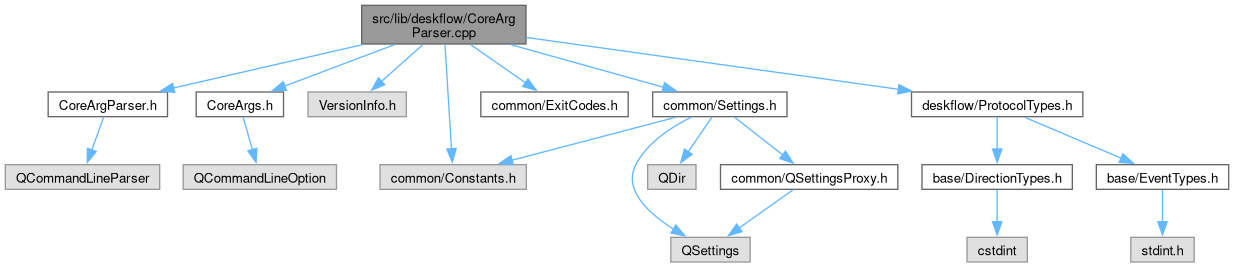 src/lib/deskflow/CoreArg
Parser.cpp
CoreArgParser.h
CoreArgs.h
VersionInfo.h
common/ExitCodes.h
common/Settings.h
deskflow/ProtocolTypes.h
QCommandLineParser
QCommandLineOption
common/Constants.h
QDir
common/QSettingsProxy.h
base/DirectionTypes.h
base/EventTypes.h
QSettings
cstdint
stdint.h